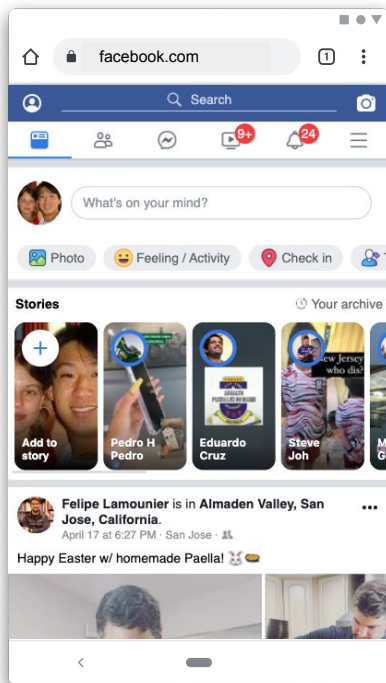 facebook.com
1
Search
9+
24
What's on your mind?
Photo
Feeling / Activity
Check in
Stories
Your archive
New Jersey
who dis?
Add to
story
Pedro H
Pedro
Eduardo
Cruz
Steve
Joh
M
G
Felipe Lamounier is in Almaden Valley, San
Jose, California.
April 17 at 6:27 PM · San Jose ·
Happy Easter w/ homemade Paella! 🐰🥘